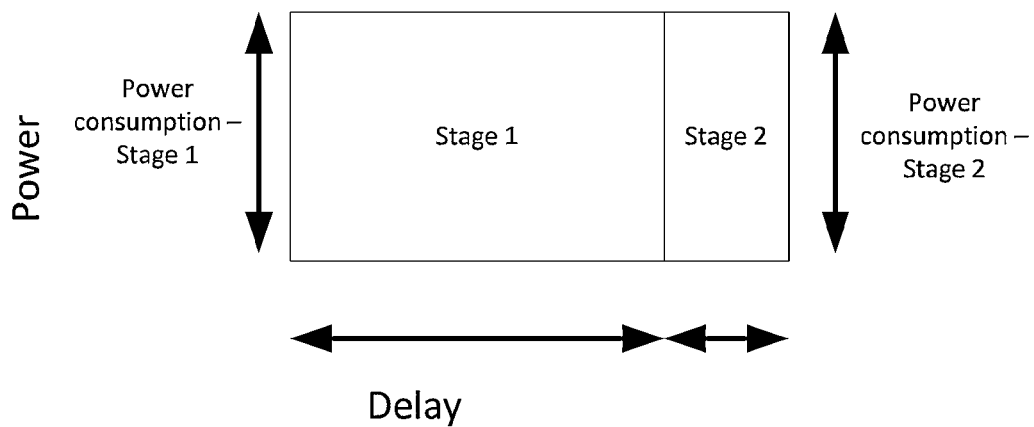 Power
Power
consumption –
Stage 1
Stage 1
Stage 2
Power
consumption –
Stage 2
Delay